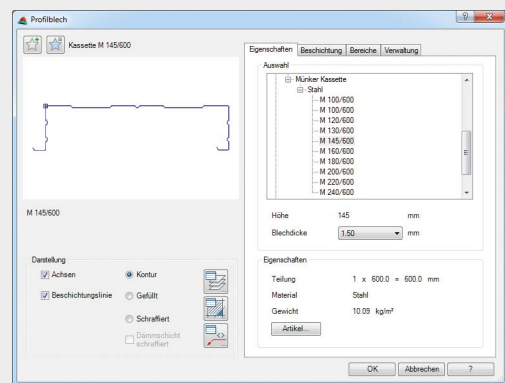 Profilblech
Kassette M 145/600
M 145/600
Darstellung
Achsen
Beschichtungslinie
Kontur
Gefüllt
Schraffiert
Dämmschicht
schraffiert
Eigenschaften Beschichtung Bereiche Verwaltung
Auswahl
Münker Kassette
Stahl
M 100/600
M 100/600
M 120/600
M 130/600
M 145/600
M 160/600
M 180/600
M 200/600
M 220/600
M 240/600
Höhe 145 mm
Blechdicke 1.50 mm
Eigenschaften
Teilung 1 x 600.0 = 600.0 mm
Material Stahl
Gewicht 10.09 kg/m²
Artikel...
OK Abbrechen ?